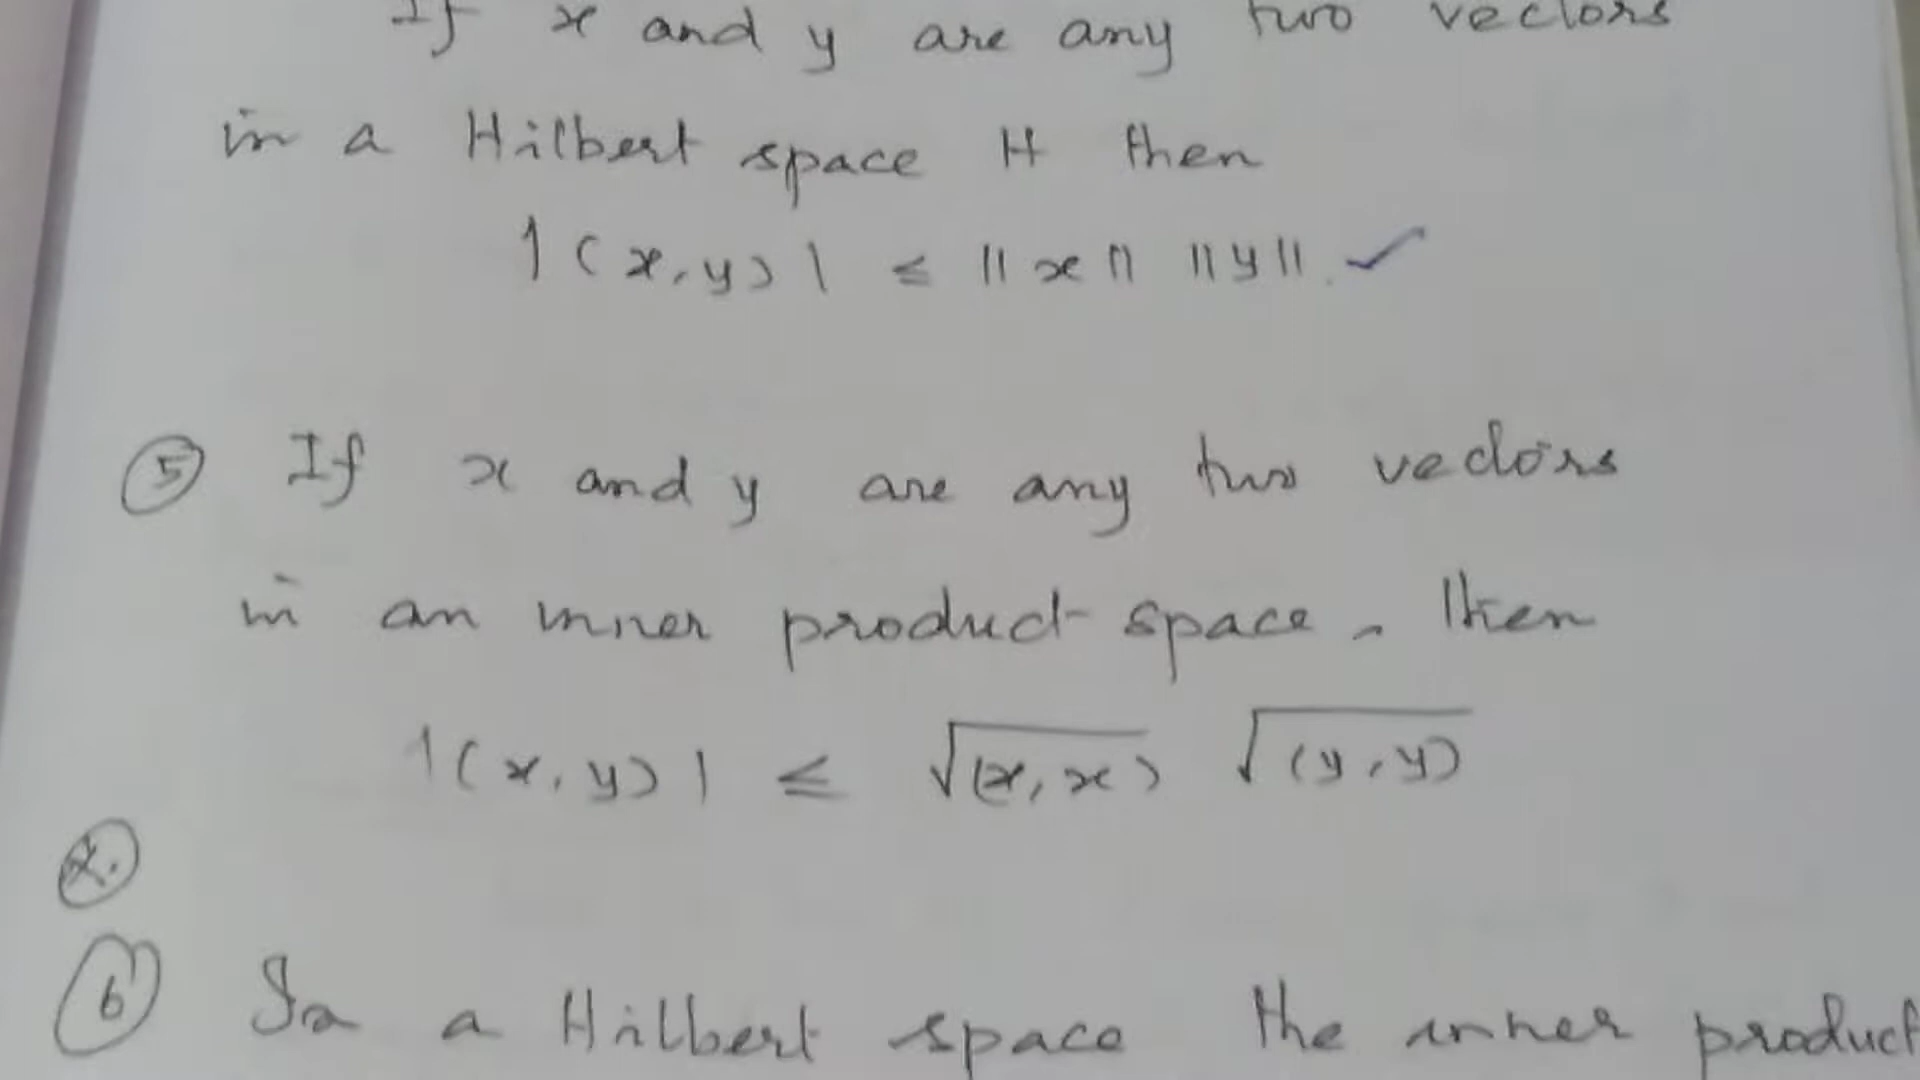 If x and y are any two vectors
in a Hilbert space H then
|(x,y)| ≤ ||x|| ||y||. ✓
⑤ If x and y are any two vectors
in an inner product space, then
|(x,y)| ≤ √(x,x) √(y,y)
⑥ In a Hilbert space the inner product